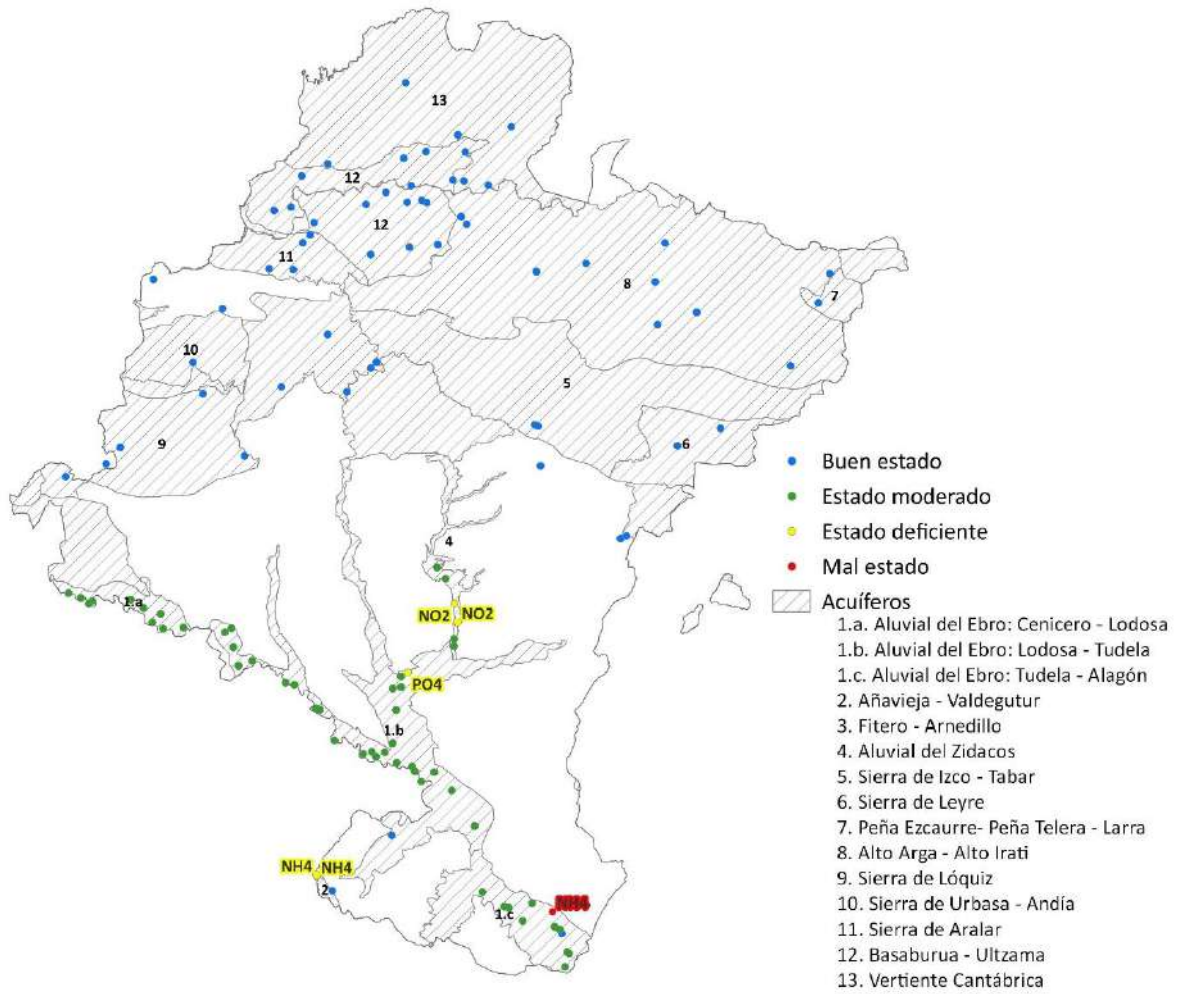 13
12
12
11
8
7
10
5
9
6
4
1.a
NO2 NO2
PO4
1.b
NH4 NH4
2
NH4
1.c
Buen estado
Estado moderado
Estado deficiente
Mal estado
Acuíferos
1.a. Aluvial del Ebro: Cenicero - Lodosa
1.b. Aluvial del Ebro: Lodosa - Tudela
1.c. Aluvial del Ebro: Tudela - Alagón
2. Añavieja - Valdegutur
3. Fitero - Arnedillo
4. Aluvial del Zidacos
5. Sierra de Izco - Tabar
6. Sierra de Leyre
7. Peña Ezcaurre- Peña Telera - Larra
8. Alto Arga - Alto Irati
9. Sierra de Lóquiz
10. Sierra de Urbasa - Andía
11. Sierra de Aralar
12. Basaburua - Ultzama
13. Vertiente Cantábrica